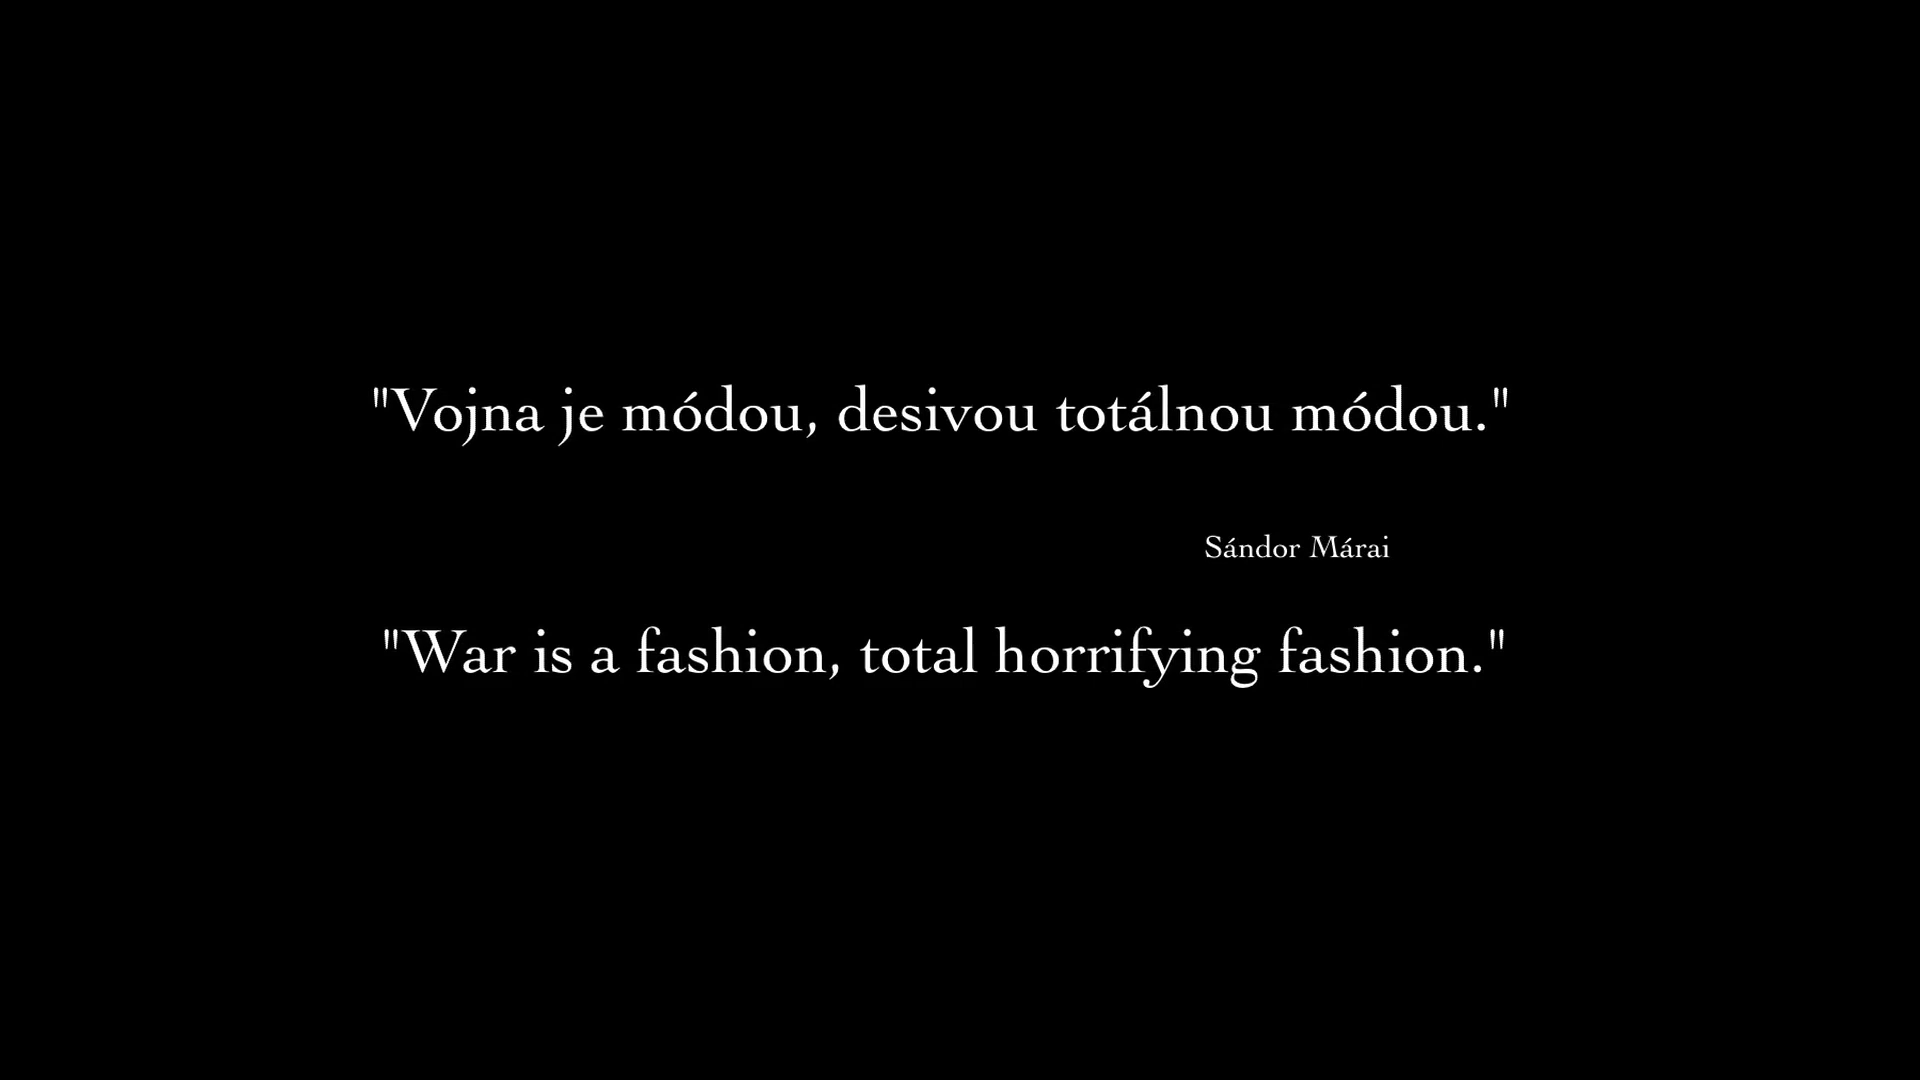 "Vojna je módou, desivou totálnou módou."
Sándor Márai
"War is a fashion, total horrifying fashion."